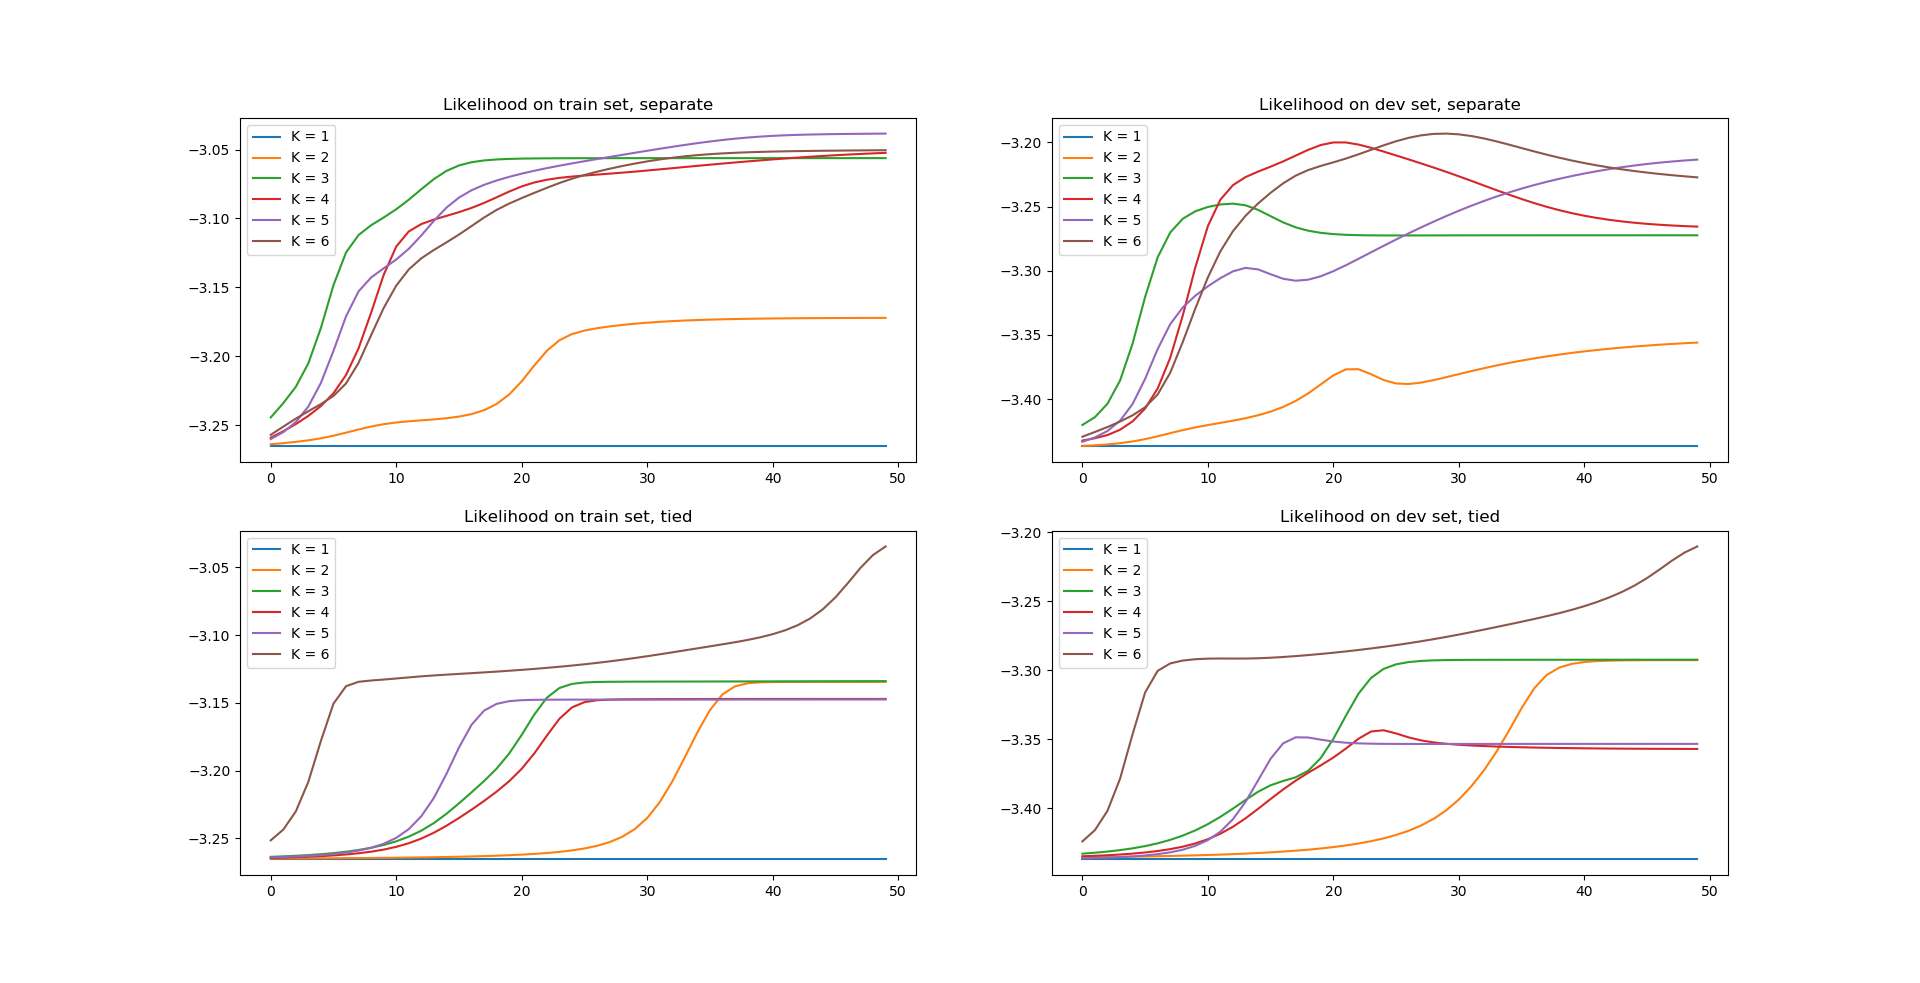 Likelihood on train set, separate
K = 1
K = 2
K = 3
K = 4
K = 5
K = 6
−3.05
−3.10
−3.15
−3.20
−3.25
0 10 20 30 40 50
Likelihood on dev set, separate
K = 1
K = 2
K = 3
K = 4
K = 5
K = 6
−3.20
−3.25
−3.30
−3.35
−3.40
0 10 20 30 40 50
Likelihood on train set, tied
K = 1
K = 2
K = 3
K = 4
K = 5
K = 6
−3.05
−3.10
−3.15
−3.20
−3.25
0 10 20 30 40 50
Likelihood on dev set, tied
K = 1
K = 2
K = 3
K = 4
K = 5
K = 6
−3.20
−3.25
−3.30
−3.35
−3.40
0 10 20 30 40 50